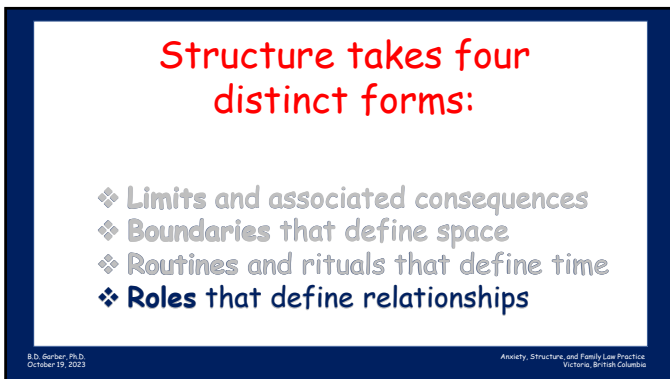 Structure takes four
distinct forms:
❖ Limits and associated consequences
❖ Boundaries that define space
❖ Routines and rituals that define time
❖ Roles that define relationships
B.D. Garber, Ph.D.
October 19, 2023
Anxiety, Structure, and Family Law Practice
Victoria, British Columbia